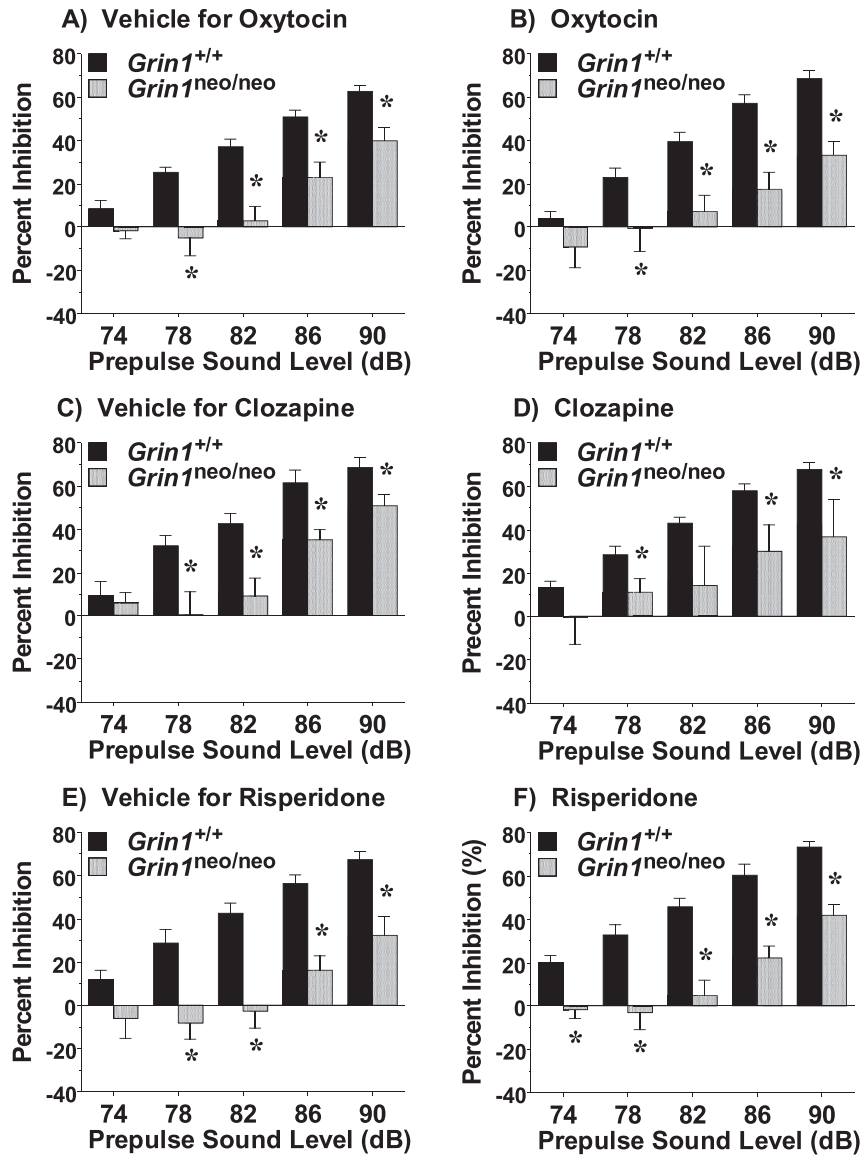 A) Vehicle for Oxytocin
Percent Inhibition
80
60
40
20
0
-20
-40
Grin1+/+
Grin1neo/neo
*
*
*
*
74 78 82 86 90
Prepulse Sound Level (dB)
B) Oxytocin
Percent Inhibition
80
60
40
20
0
-20
-40
Grin1+/+
Grin1neo/neo
*
*
*
*
74 78 82 86 90
Prepulse Sound Level (dB)
C) Vehicle for Clozapine
Percent Inhibition
80
60
40
20
0
-20
-40
Grin1+/+
Grin1neo/neo
*
*
*
*
74 78 82 86 90
Prepulse Sound Level (dB)
D) Clozapine
Precent Inhibition
80
60
40
20
0
-20
-40
Grin1+/+
Grin1neo/neo
*
*
*
74 78 82 86 90
Prepulse Sound Level (dB)
E) Vehicle for Risperidone
Percent Inhibition
80
60
40
20
0
-20
-40
Grin1+/+
Grin1neo/neo
*
*
*
*
74 78 82 86 90
Prepulse Sound Level (dB)
F) Risperidone
Percent Inhibition (%)
80
60
40
20
0
-20
-40
Grin1+/+
Grin1neo/neo
*
*
*
*
*
74 78 82 86 90
Prepulse Sound Level (dB)